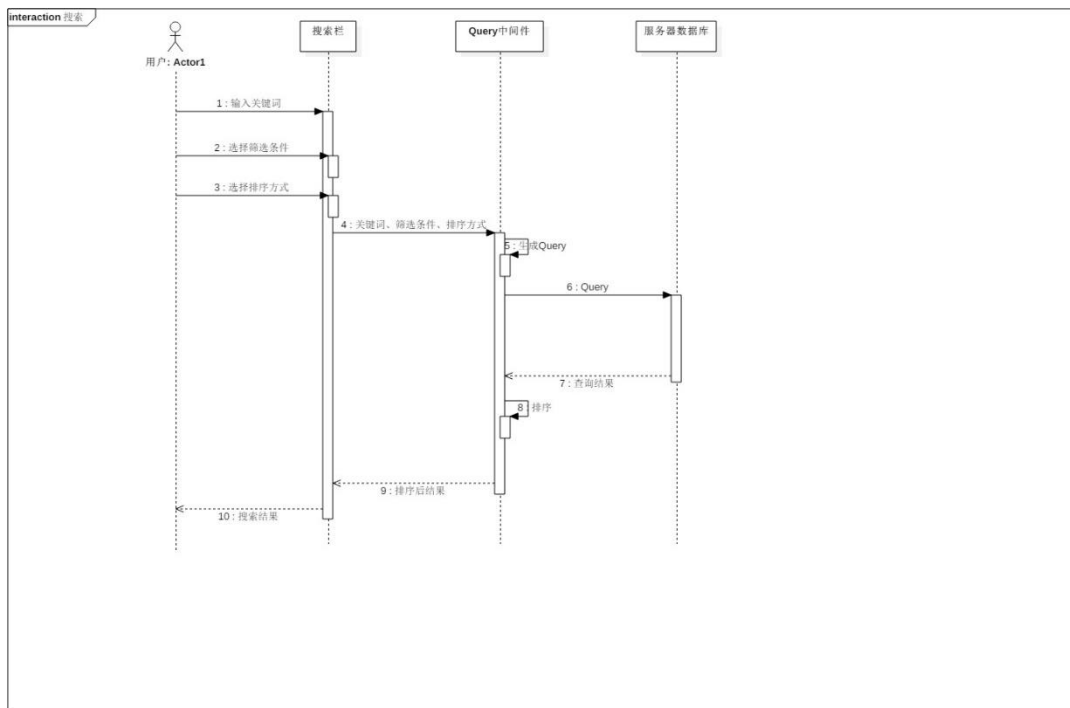 interaction 搜索
用户: Actor1
搜索栏
Query中间件
服务器数据库
1 : 输入关键词
2 : 选择筛选条件
3 : 选择排序方式
4 : 关键词、筛选条件、排序方式
5 : 生成Query
6 : Query
7 : 查询结果
8 : 排序
9 : 排序后结果
10 : 搜索结果